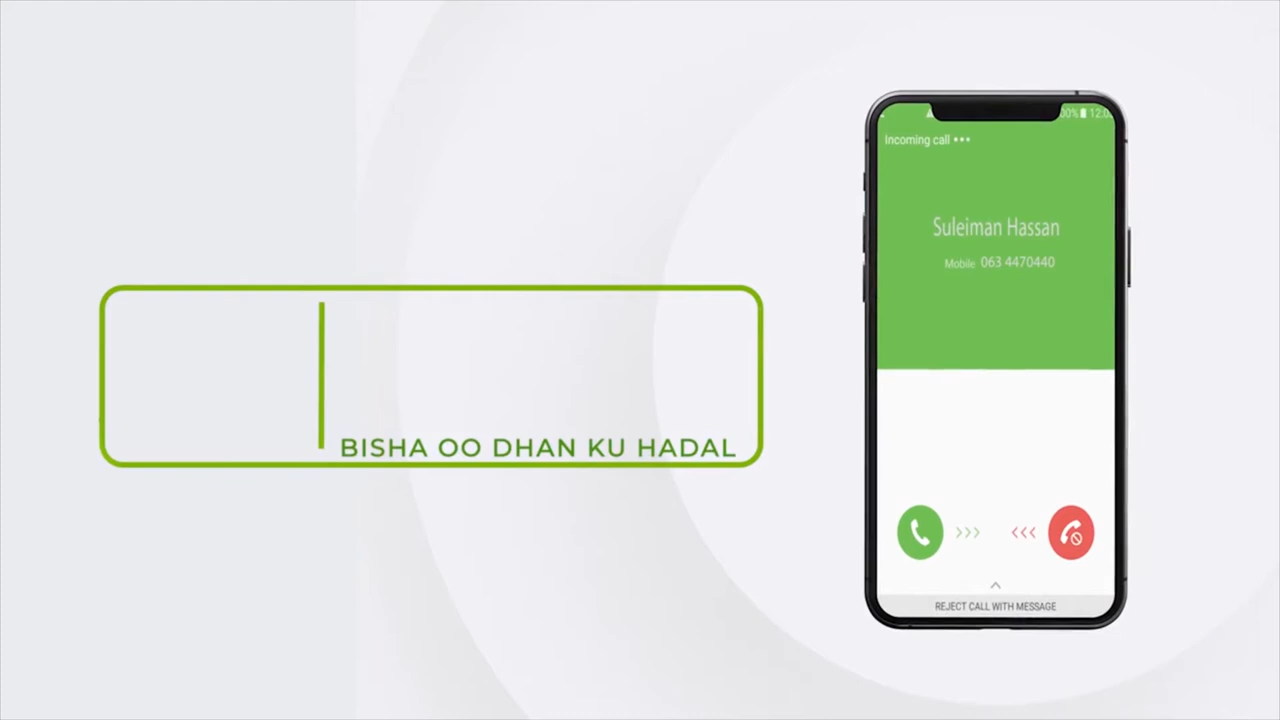 BISHA OO DHAN KU HADAL
Incoming call •••
Suleiman Hassan
Mobile 063 4470440
REJECT CALL WITH MESSAGE